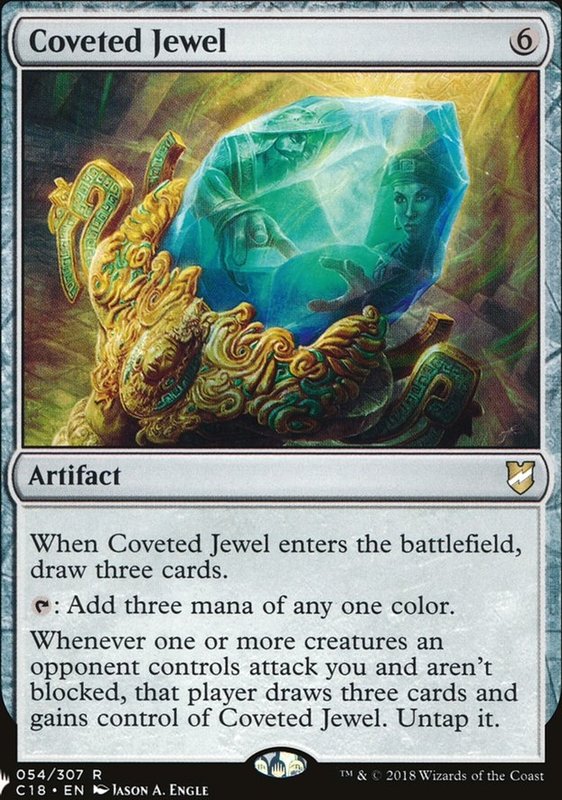 Coveted Jewel 6
Artifact
When Coveted Jewel enters the battlefield,
draw three cards.
: Add three mana of any one color.
Whenever one or more creatures an
opponent controls attack you and aren't
blocked, that player draws three cards and
gains control of Coveted Jewel. Untap it.
054/307 R
C18 • EN Jason A. Engle
™ & © 2018 Wizards of the Coast